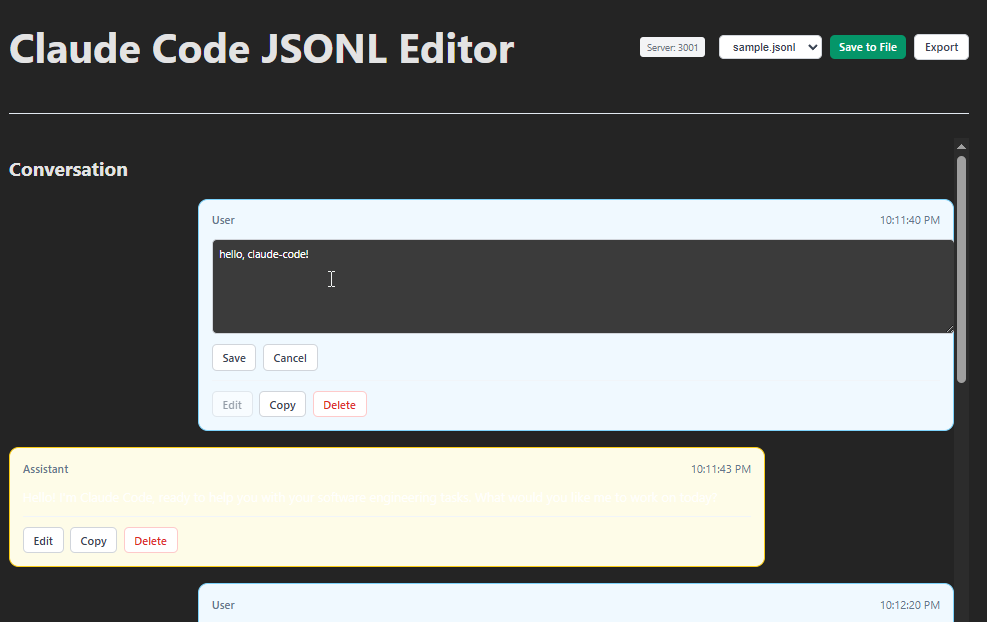 Claude Code JSONL Editor
Server: 3001
sample.jsonl
Save to File
Export
Conversation
User
10:11:40 PM
hello, claude-code!
Save
Cancel
Edit
Copy
Delete
Assistant
10:11:43 PM
Edit
Copy
Delete
User
10:12:20 PM